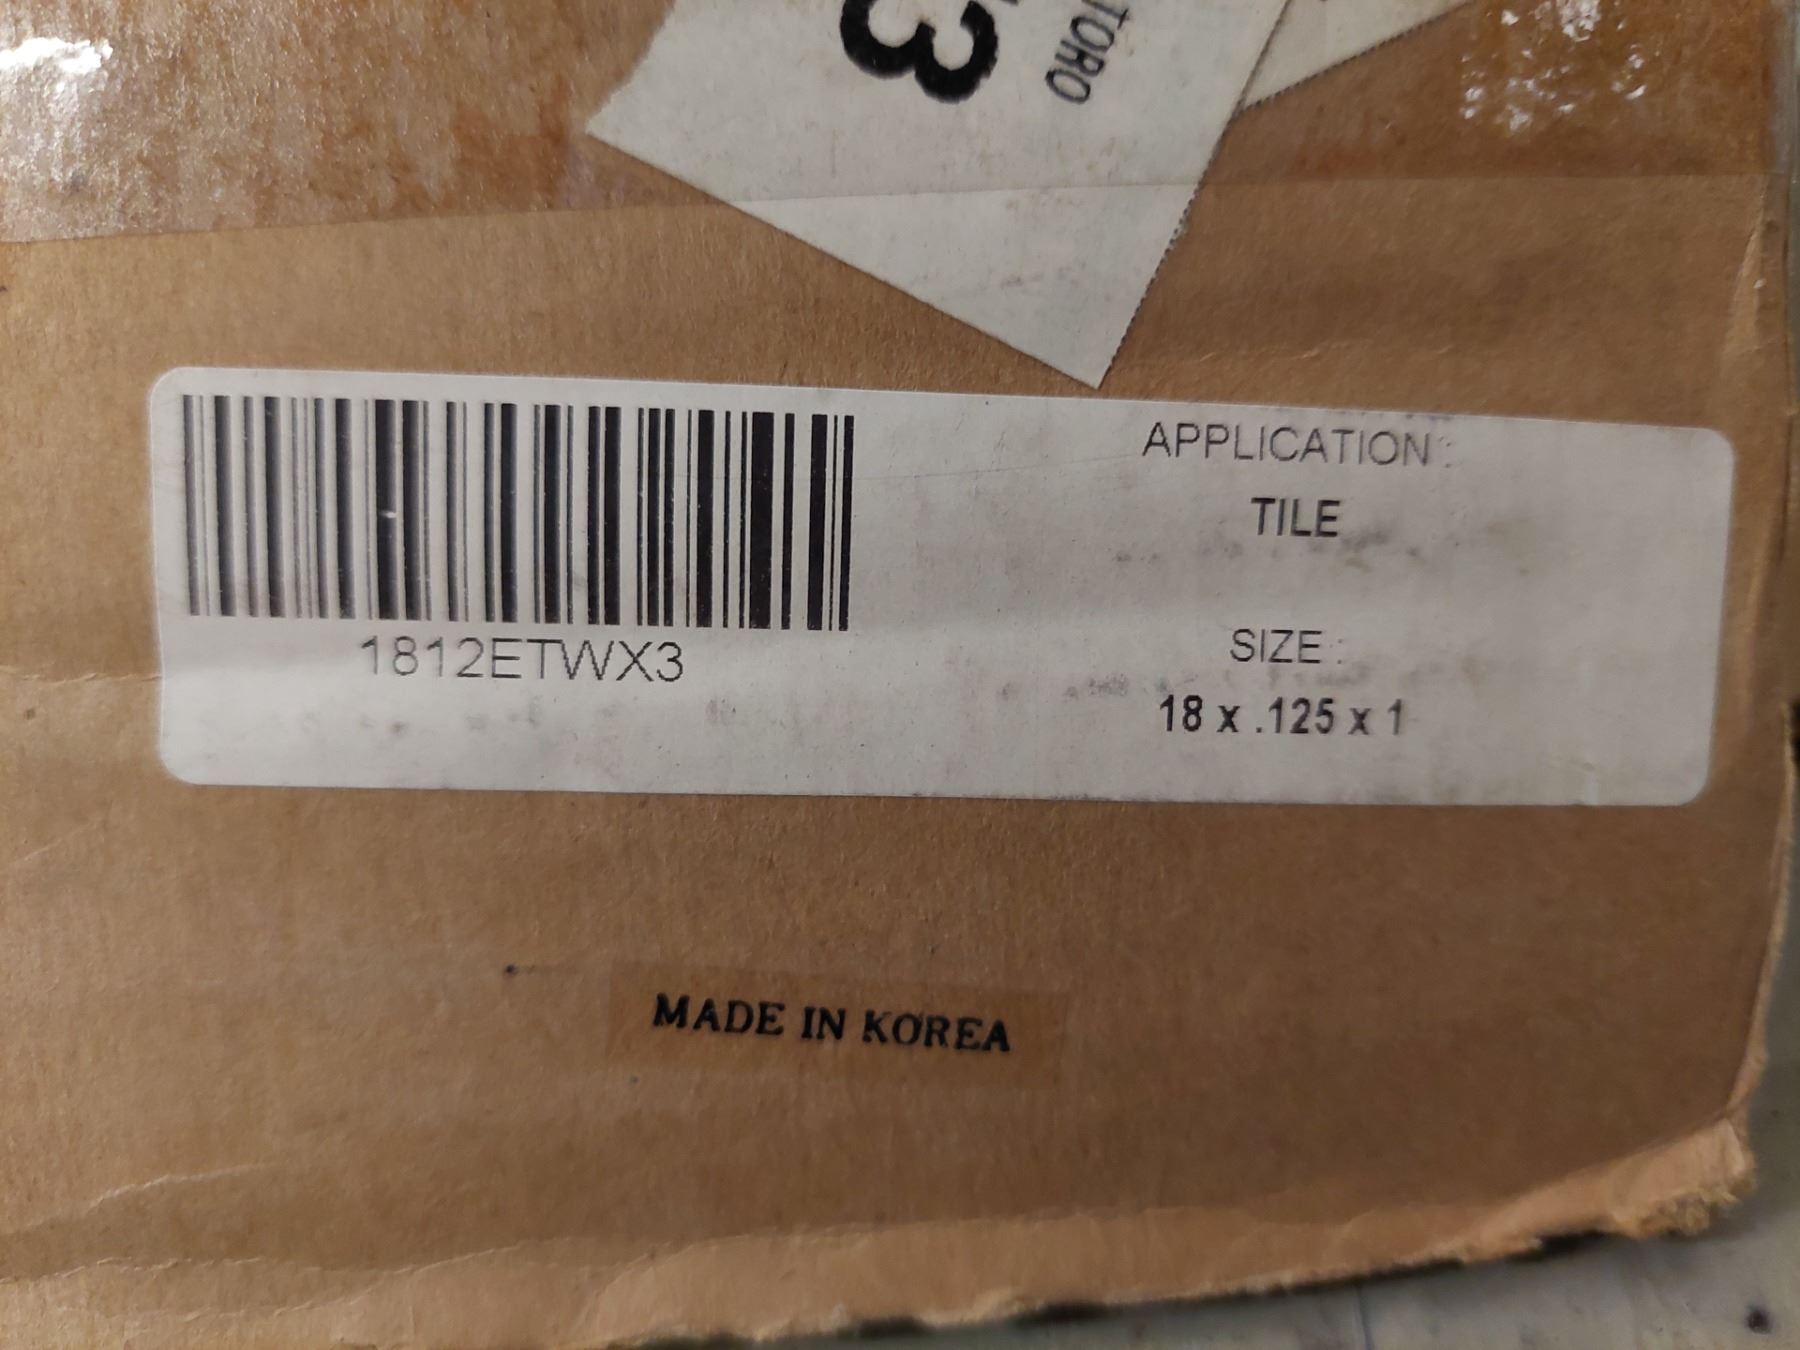 3
TORO
1812ETWX3
APPLICATION:
TILE
SIZE:
18 x .125 x 1
MADE IN KOREA